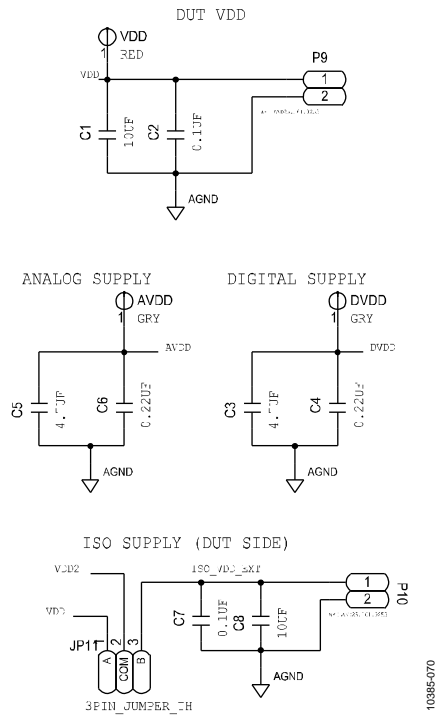 DUT VDD
VDD
1 RED
VDD
P9
1
2
C1 10UF C2 0.1UF
AGND
ANALOG SUPPLY DIGITAL SUPPLY
AVDD DVDD
1 GRY 1 GRY
AVDD DVDD
C5 C6 0.22UF C3 C4 0.22UF
AGND AGND
ISO SUPPLY (DUT SIDE)
VDD2 ISO_VDD_EXT
1
2
P10
VDD
C7 0.1UF C8 10UF
JP11 1 2 3
A COM B
AGND
3PIN_JUMPER_TH
10385-070